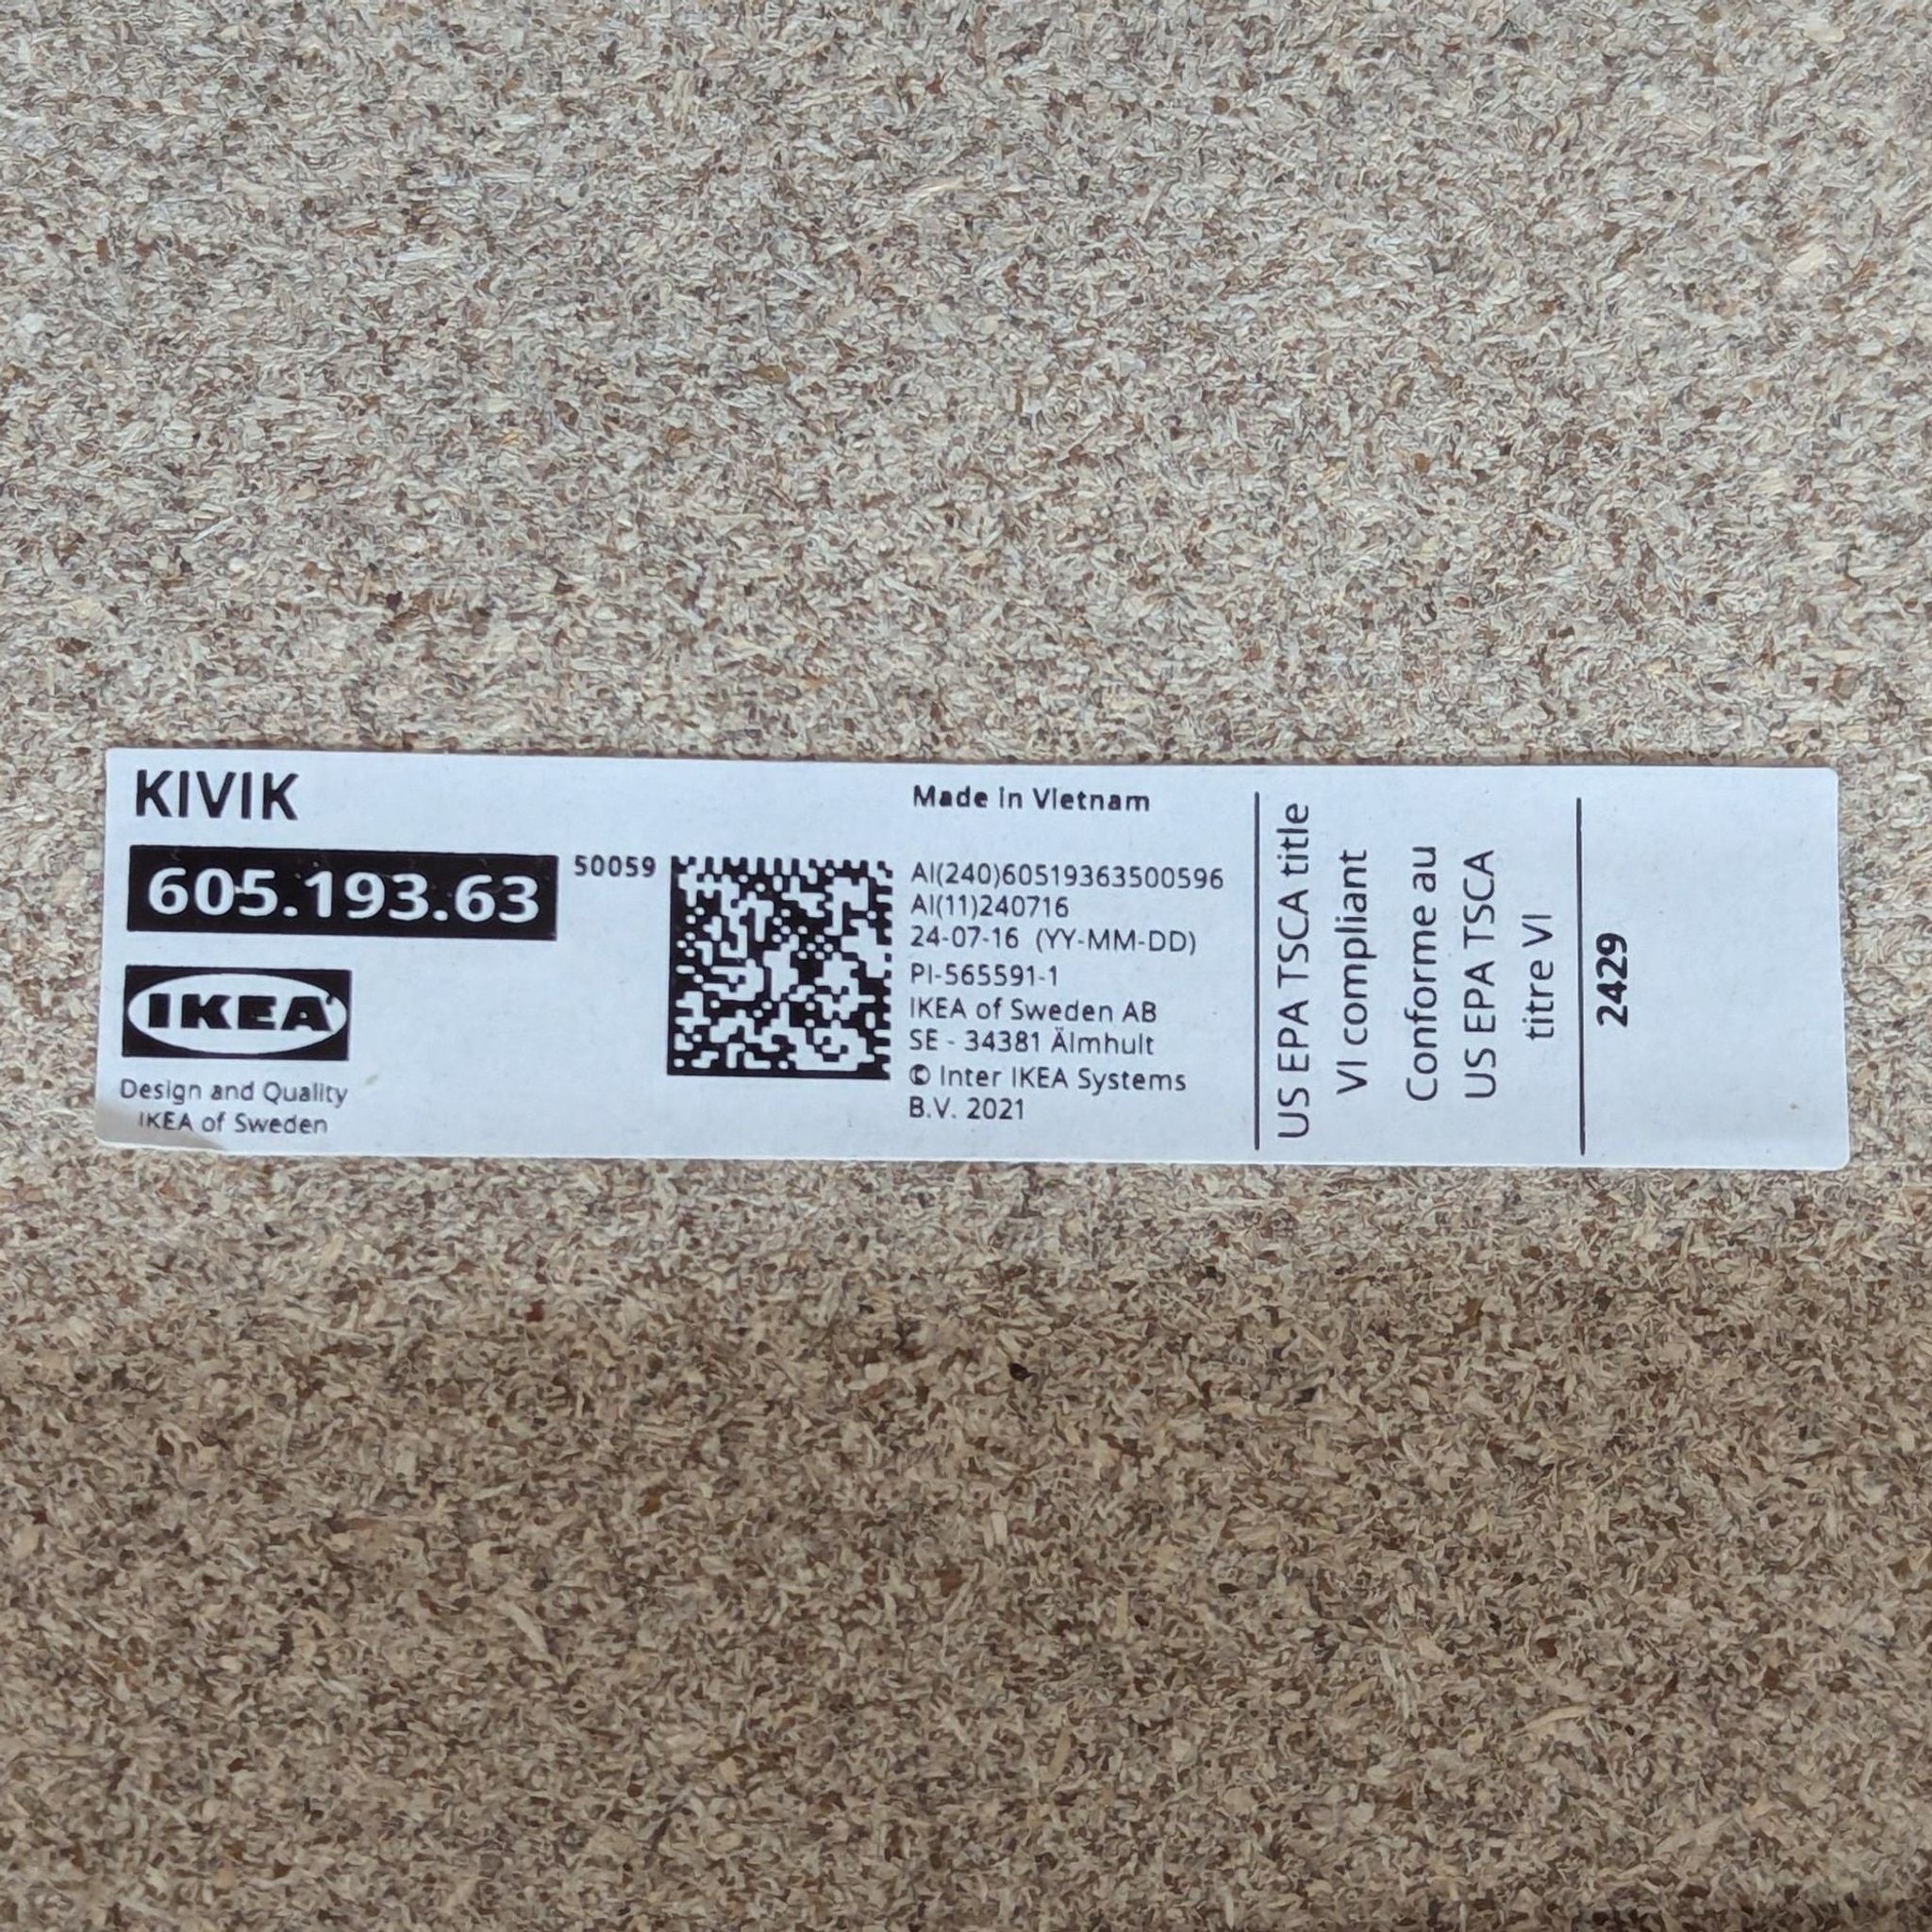 KIVIK
605.193.63
50059
IKEA
Design and Quality
IKEA of Sweden
Made in Vietnam
AI(240)60519363500596
AI(11)240716
24-07-16 (YY-MM-DD)
PI-565591-1
IKEA of Sweden AB
SE - 34381 Älmhult
© Inter IKEA Systems
B.V. 2021
US EPA TSCA title
VI compliant
Conforme au
US EPA TSCA
titre VI
2429